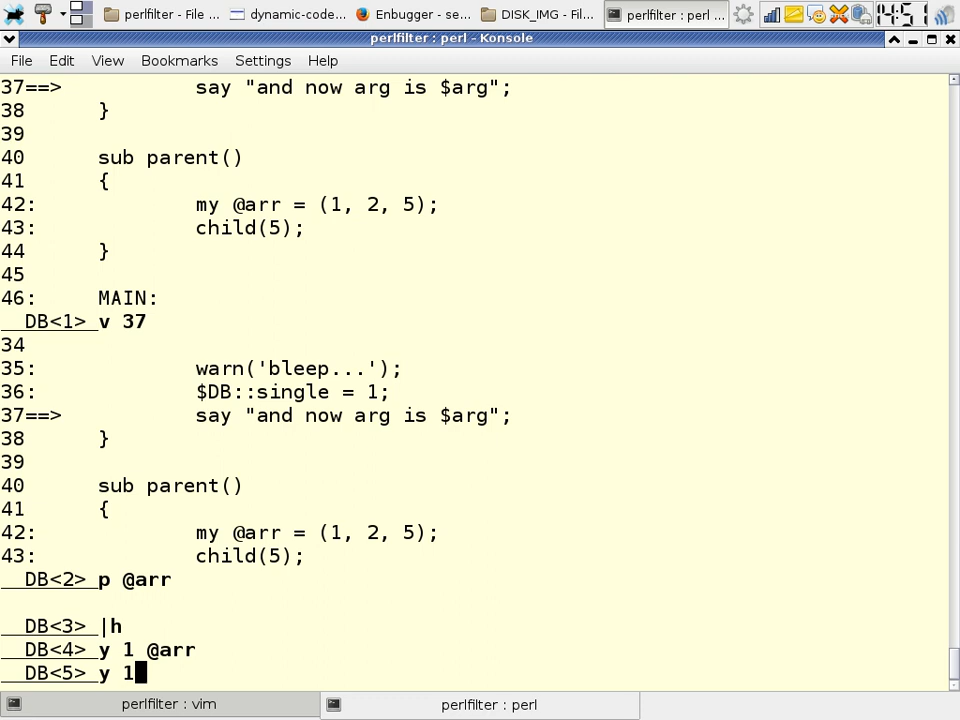 perlfilter - File ...
dynamic-code...
Enbugger - se...
DISK_IMG - Fil...
perlfilter : perl ...
14:51
perlfilter : perl - Konsole
File Edit View Bookmarks Settings Help
37==> say "and now arg is $arg";
38 }
39
40 sub parent()
41 {
42: my @arr = (1, 2, 5);
43: child(5);
44 }
45
46: MAIN:
DB<1> v 37
34
35: warn('bleep...');
36: $DB::single = 1;
37==> say "and now arg is $arg";
38 }
39
40 sub parent()
41 {
42: my @arr = (1, 2, 5);
43: child(5);
DB<2> p @arr
DB<3> |h
DB<4> y 1 @arr
DB<5> y 1
perlfilter : vim
perlfilter : perl